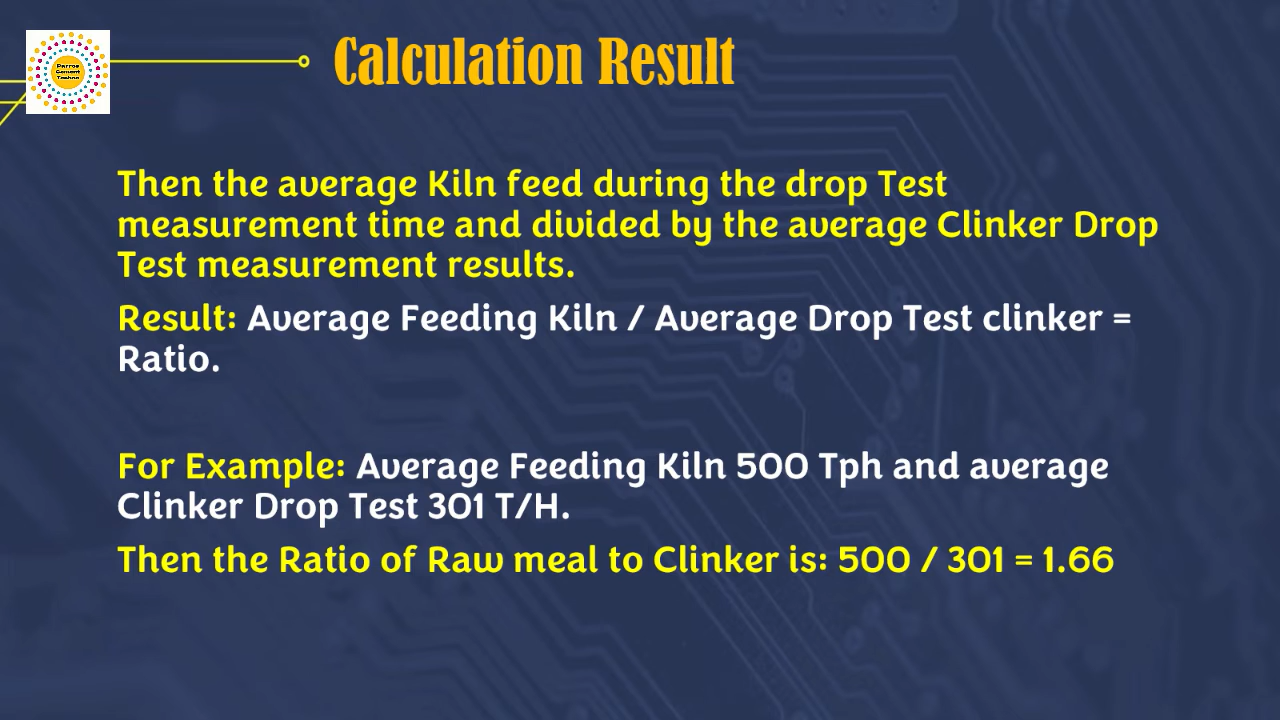 Parros
Cement
Techno
Calculation Result
Then the average Kiln feed during the drop Test
measurement time and divided by the average Clinker Drop
Test measurement results.
Result: Average Feeding Kiln / Average Drop Test clinker =
Ratio.
For Example: Average Feeding Kiln 500 Tph and average
Clinker Drop Test 301 T/H.
Then the Ratio of Raw meal to Clinker is: 500 / 301 = 1.66